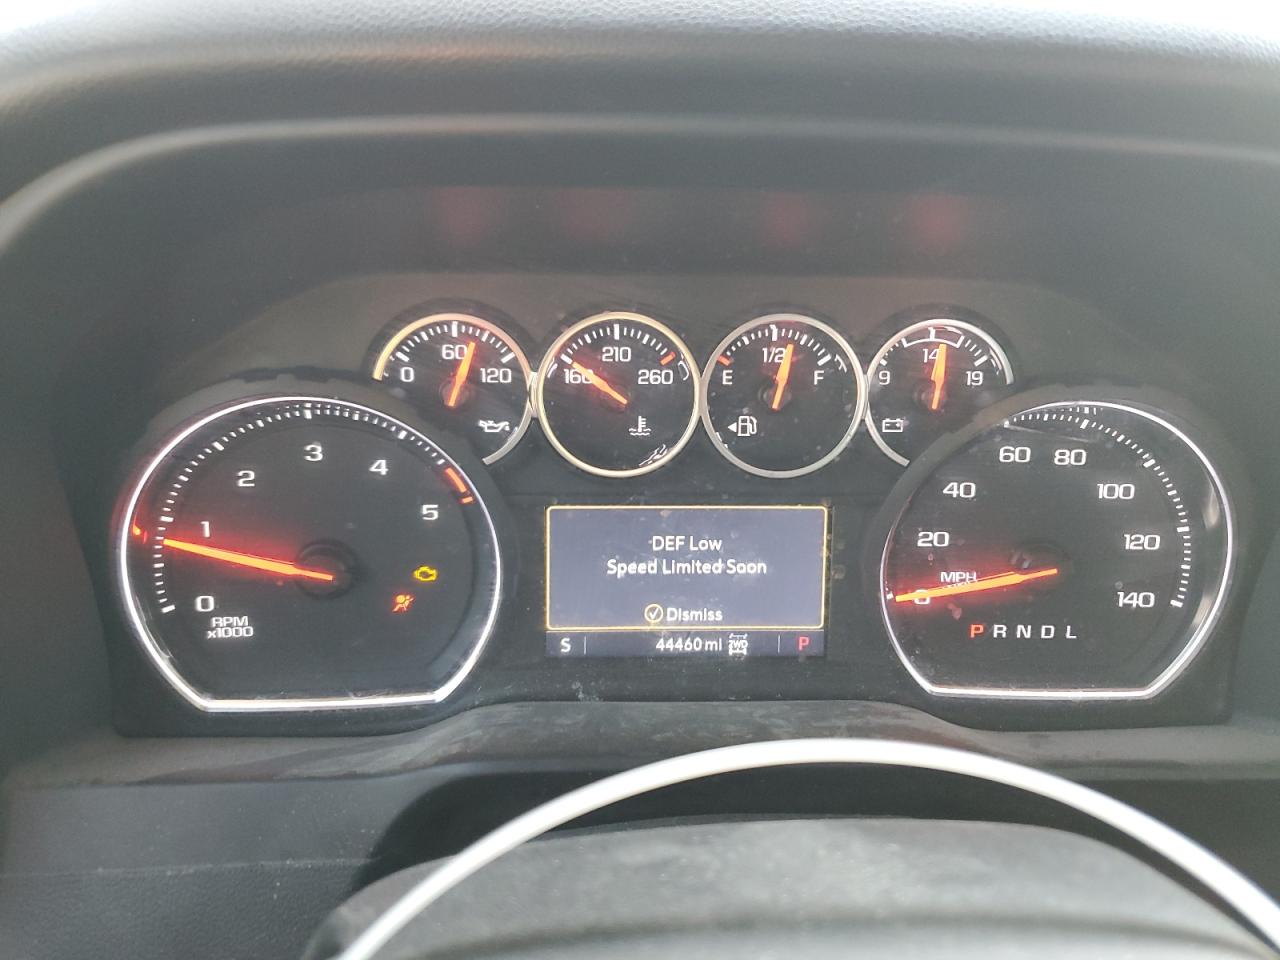 0 60 120
160 210 260
E 1/2 F
9 14 19
0 1 2 3 4 5
RPM
x1000
DEF Low
Speed Limited Soon
Dismiss
S 44460 mi 2WD P
0 20 40 60 80 100 120 140
MPH
P R N D L